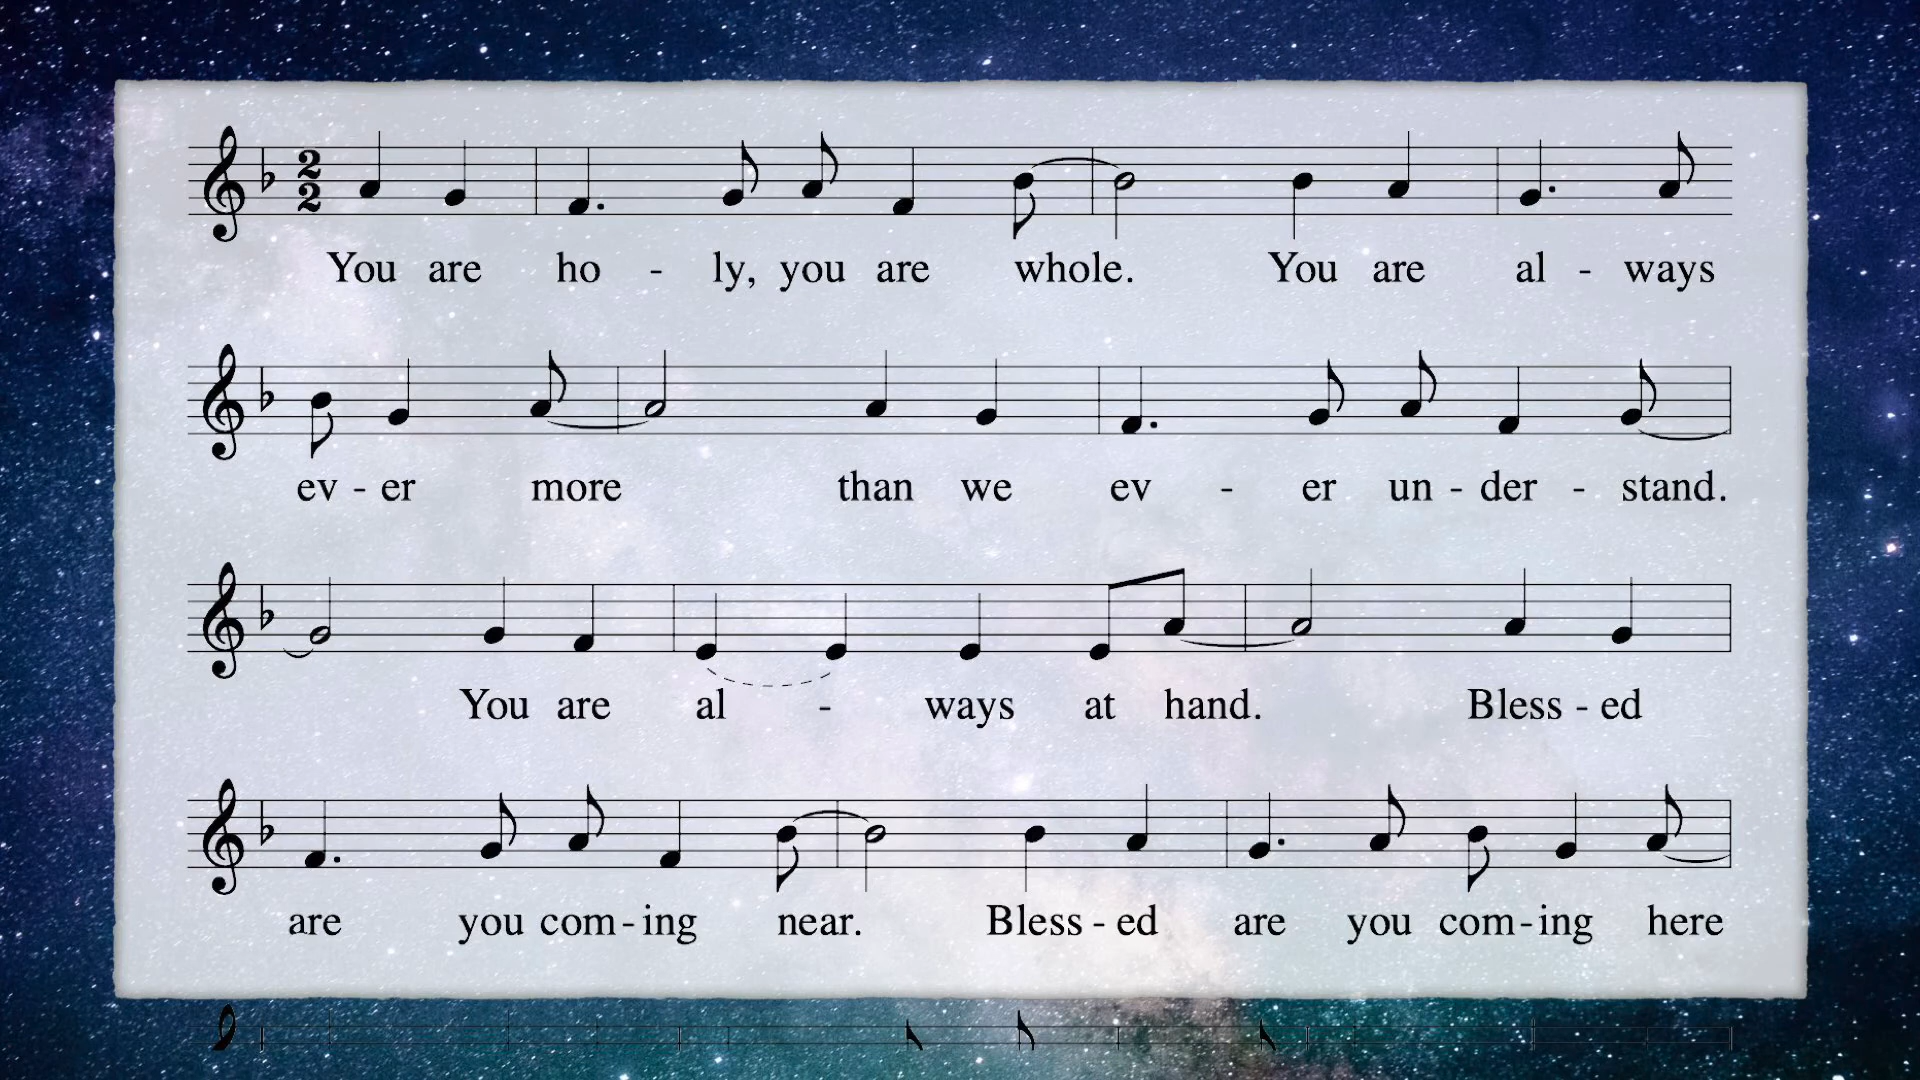 2
2
You are ho - ly, you are whole. You are al - ways
ev - er more than we ev - er un - der - stand.
You are al - ways at hand. Bless - ed
are you com - ing near. Bless - ed are you com - ing here